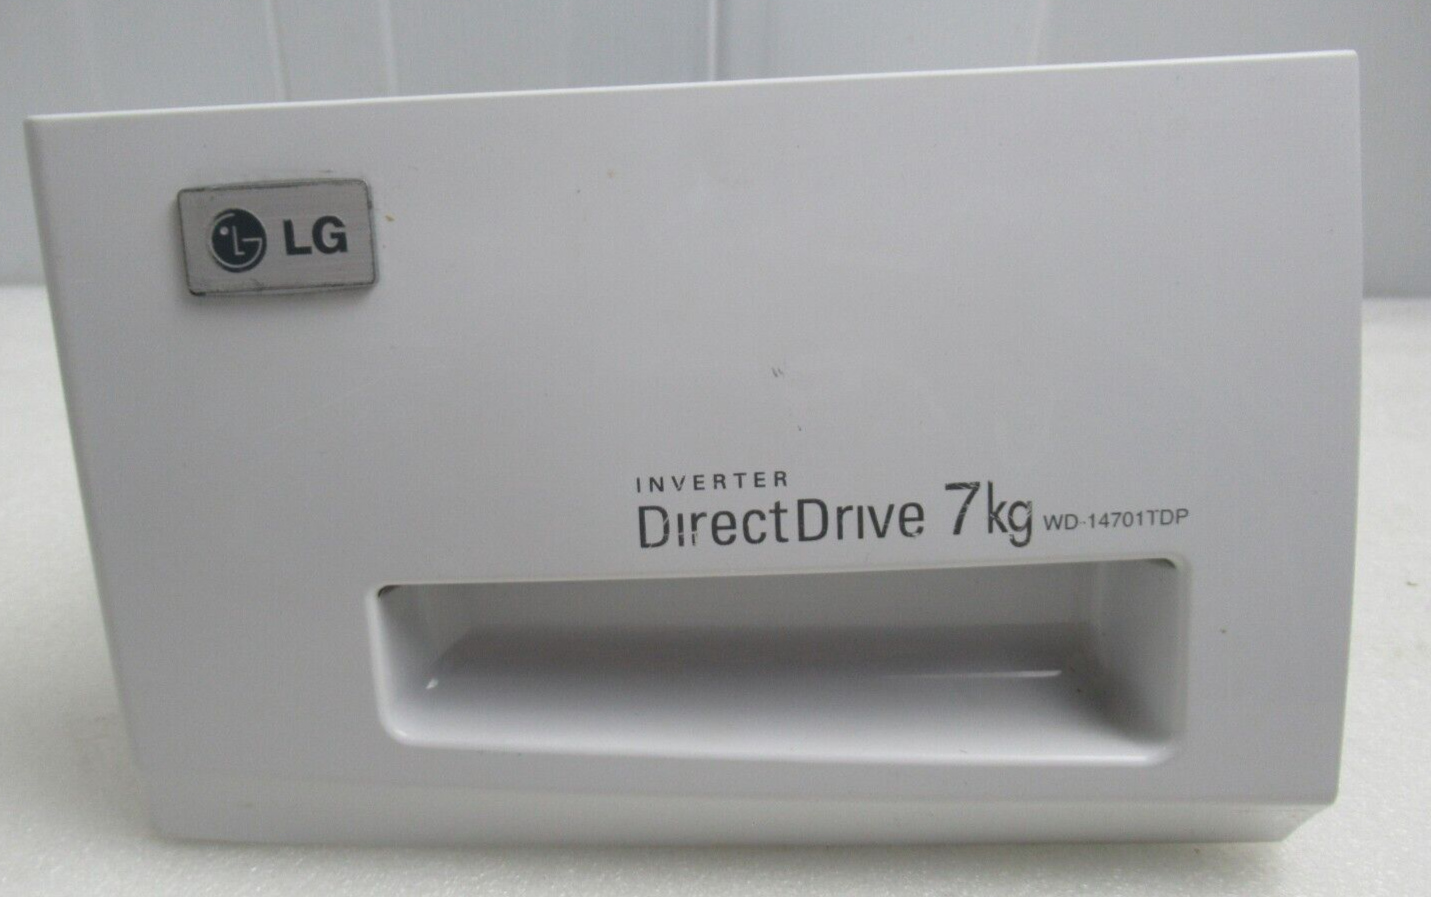 LG
INVERTER
DirectDrive 7kg WD-14701TDP